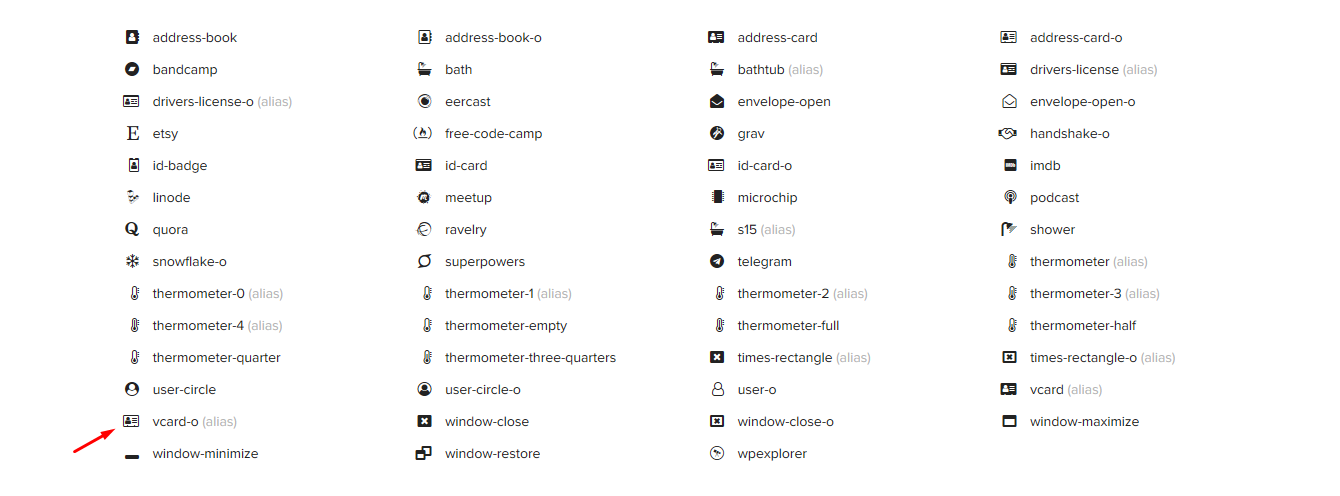 address-book address-book-o address-card address-card-o
bandcamp bath bathtub (alias) drivers-license (alias)
drivers-license-o (alias) eercast envelope-open envelope-open-o
etsy free-code-camp grav handshake-o
id-badge id-card id-card-o imdb
linode meetup microchip podcast
quora ravelry s15 (alias) shower
snowflake-o superpowers telegram thermometer (alias)
thermometer-0 (alias) thermometer-1 (alias) thermometer-2 (alias) thermometer-3 (alias)
thermometer-4 (alias) thermometer-empty thermometer-full thermometer-half
thermometer-quarter thermometer-three-quarters times-rectangle (alias) times-rectangle-o (alias)
user-circle user-circle-o user-o vcard (alias)
vcard-o (alias) window-close window-close-o window-maximize
window-minimize window-restore wpexplorer